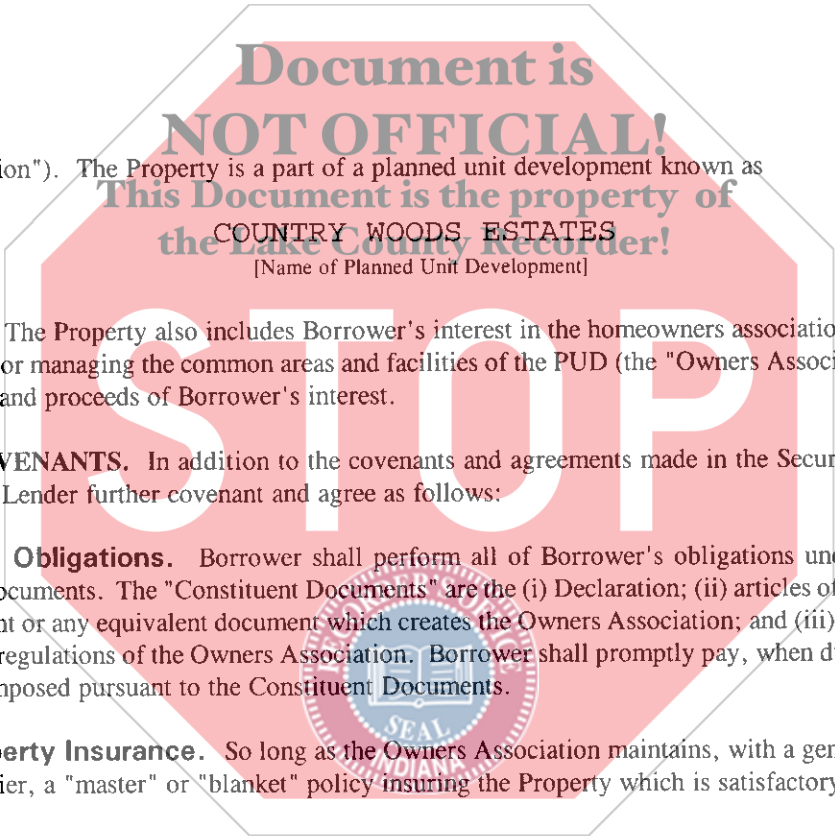 Document is
NOT OFFICIAL!
ion"). The Property is a part of a planned unit development known as
This Document is the property of
COUNTRY WOODS ESTATES
the Lake County Recorder!
[Name of Planned Unit Development]
The Property also includes Borrower's interest in the homeowners associatio
or managing the common areas and facilities of the PUD (the "Owners Associ
and proceeds of Borrower's interest.
STOP
VENANTS. In addition to the covenants and agreements made in the Secur
Lender further covenant and agree as follows:
Obligations. Borrower shall perform all of Borrower's obligations und
ocuments. The "Constituent Documents" are the (i) Declaration; (ii) articles of
nt or any equivalent document which creates the Owners Association; and (iii)
regulations of the Owners Association. Borrower shall promptly pay, when d
nposed pursuant to the Constituent Documents.
RECORDER'S OFFICE
SEAL
INDIANA
erty Insurance. So long as the Owners Association maintains, with a gen
ier, a "master" or "blanket" policy insuring the Property which is satisfactory